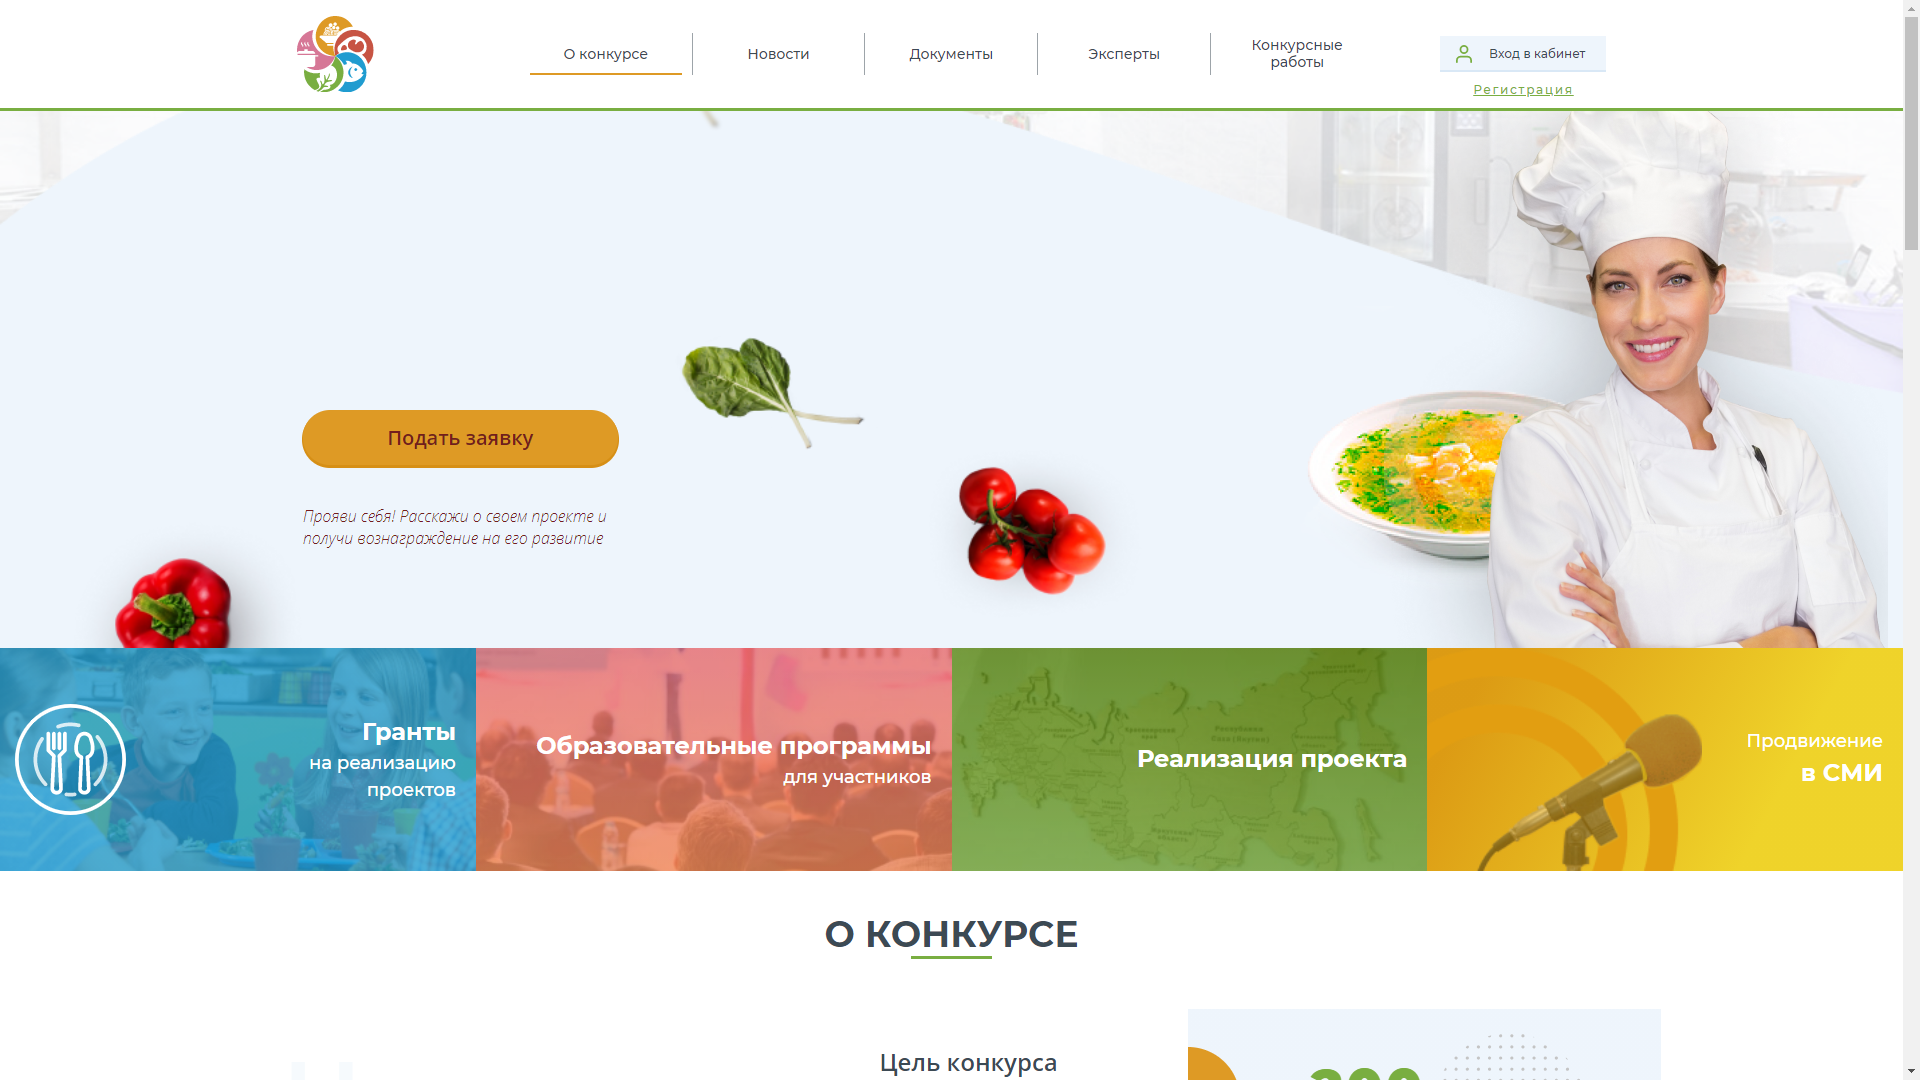 О конкурсе
Новости
Документы
Эксперты
Конкурсные
работы
Вход в кабинет
Регистрация
Подать заявку
Прояви себя! Расскажи о своем проекте и
получи вознаграждение на его развитие
Гранты
на реализацию
проектов
Образовательные программы
для участников
Реализация проекта
Продвижение
в СМИ
О КОНКУРСЕ
Цель конкурса